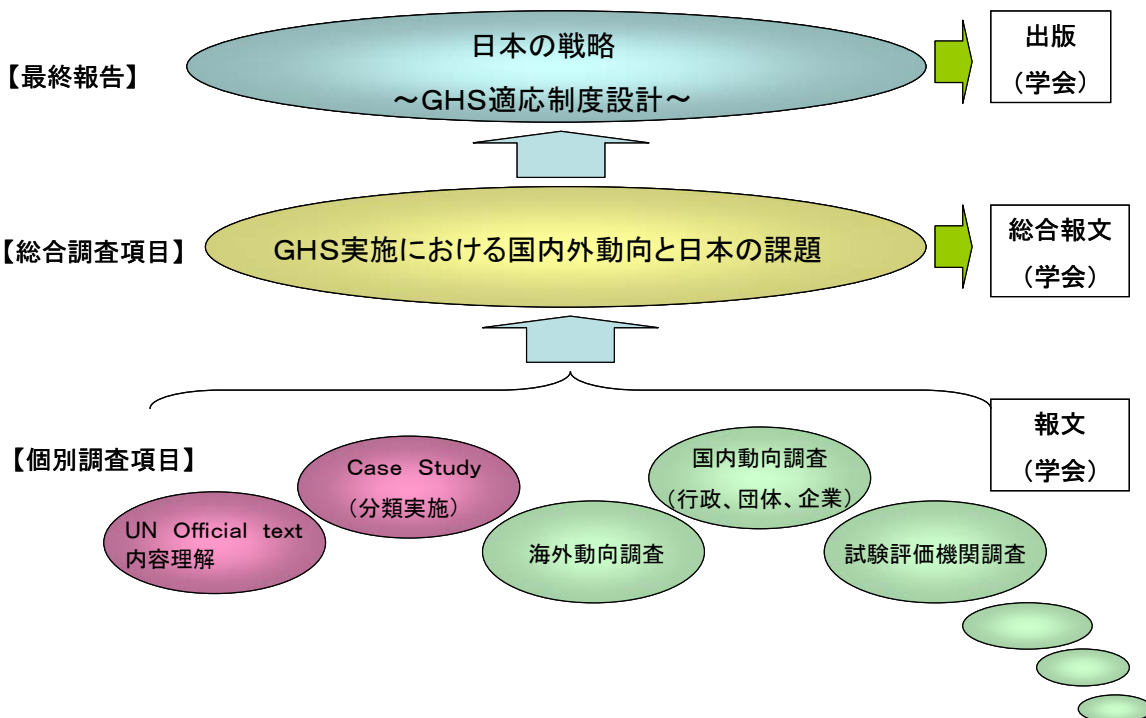 日本の戦略
～GHS適応制度設計～
【最終報告】
出版
(学会)
GHS実施における国内外動向と日本の課題
【総合調査項目】
総合報文
(学会)
報文
(学会)
【個別調査項目】
UN Official text
内容理解
Case Study
(分類実施)
海外動向調査
国内動向調査
(行政、団体、企業)
試験評価機関調査